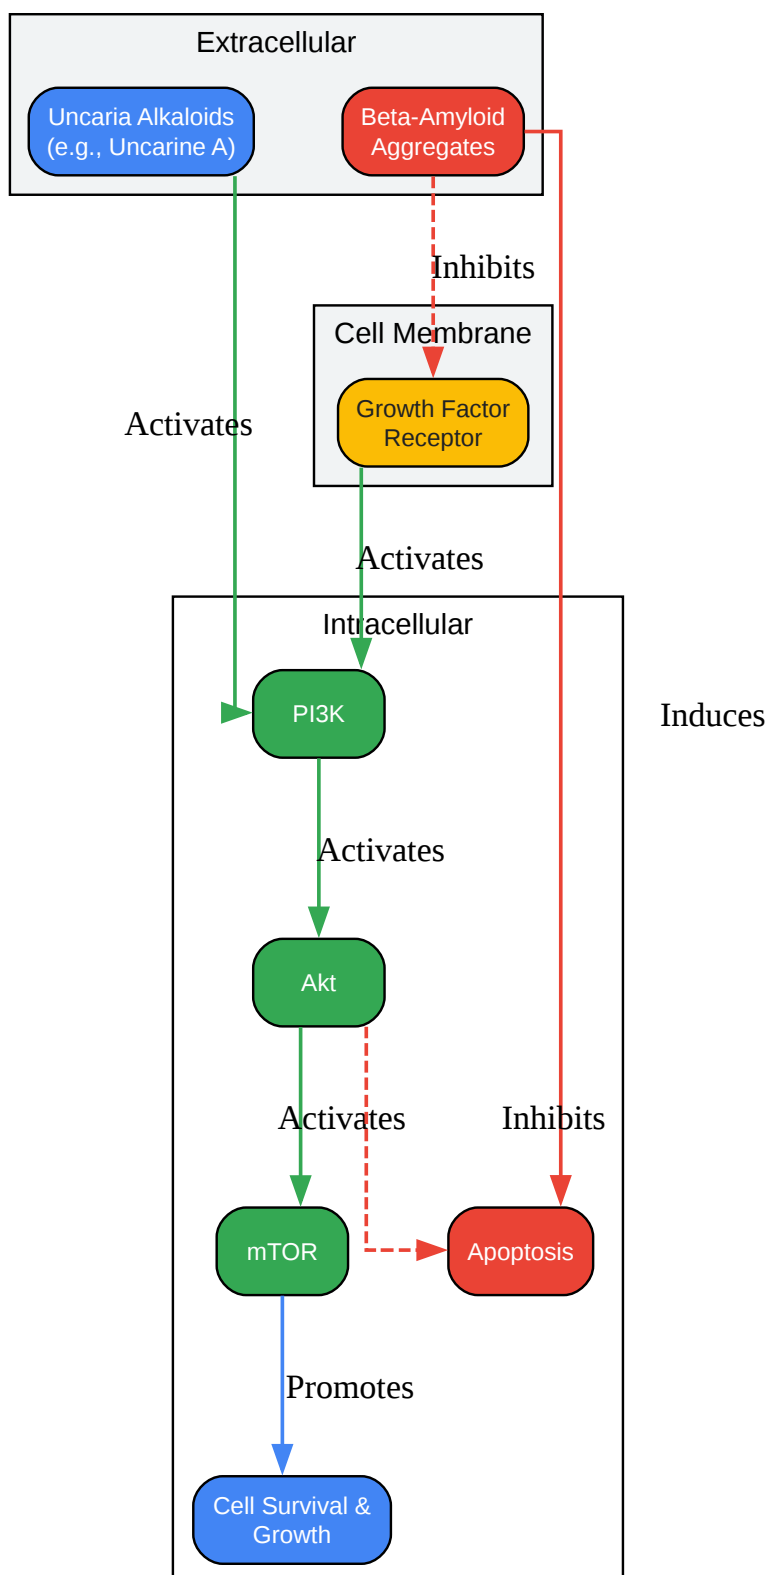 Extracellular
Uncaria Alkaloids
(e.g., Uncarine A)
Beta-Amyloid
Aggregates
Inhibits
Cell Membrane
Growth Factor
Receptor
Activates
Activates
Intracellular
PI3K
Induces
Activates
Akt
Activates
Inhibits
mTOR
Apoptosis
Promotes
Cell Survival &
Growth